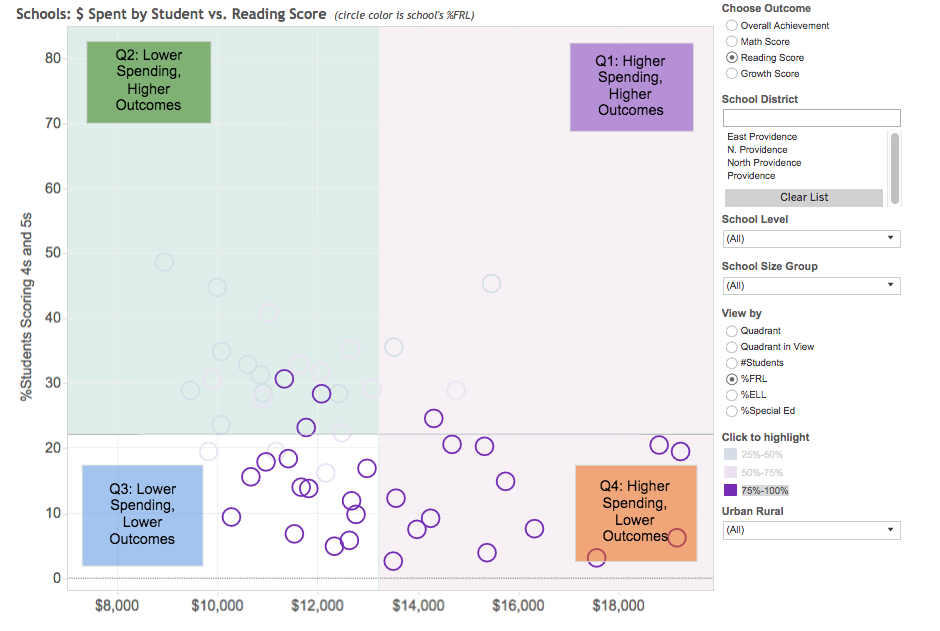 Schools: $ Spent by Student vs. Reading Score (circle color is school's %FRL)
%Students Scoring 4s and 5s
80
70
60
50
40
30
20
10
0
Q2: Lower
Spending,
Higher
Outcomes
Q1: Higher
Spending,
Higher
Outcomes
Q3: Lower
Spending,
Lower
Outcomes
Q4: Higher
Spending,
Lower
Outcomes
$8,000
$10,000
$12,000
$14,000
$16,000
$18,000
Choose Outcome
Overall Achievement
Math Score
Reading Score
Growth Score
School District
East Providence
N. Providence
North Providence
Providence
Clear List
School Level
(All)
School Size Group
(All)
View by
Quadrant
Quadrant in View
#Students
%FRL
%ELL
%Special Ed
Click to highlight
25%-50%
50%-75%
75%-100%
Urban Rural
(All)